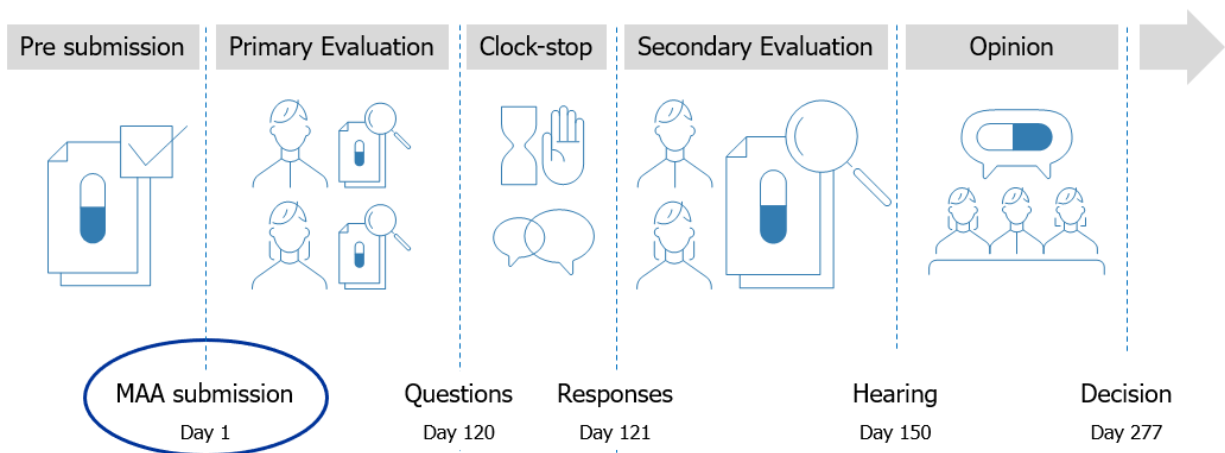 Pre submission
Primary Evaluation
Clock-stop
Secondary Evaluation
Opinion
MAA submission
Questions
Responses
Hearing
Decision
Day 1
Day 120
Day 121
Day 150
Day 277